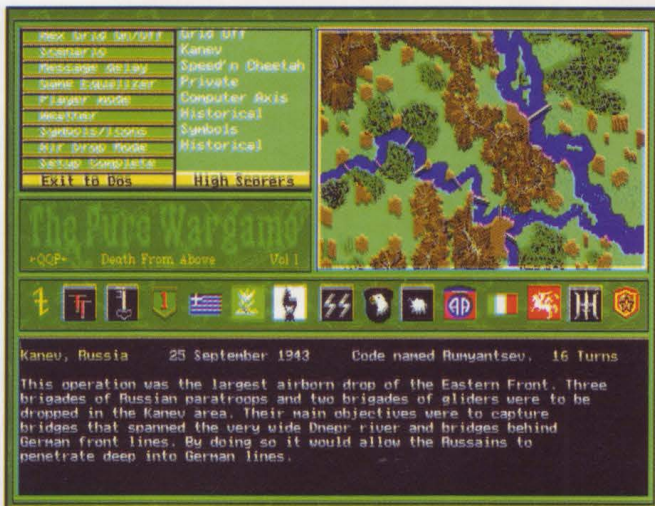 Hex Grid On/Off Grid Off
Scenario Kanev
Message Delay Speed'n Cheetah
Game Equalizer Private
Player Mode Computer Axis
Weather Historical
Symbols/Icons Symbols
Air Drop Mode Historical
Setup Complete
Exit to Dos High Scorers
The Pure Wargame
*QQP* Death From Above Vol 1
1
SS
AA
Kanev, Russia 25 September 1943 Code named Rumyantsev. 16 Turns
This operation was the largest airborn drop of the Eastern Front. Three
brigades of Russian paratroops and two brigades of gliders were to be
dropped in the Kanev area. Their main objectives were to capture
bridges that spanned the very wide Dnepr river and bridges behind
German front lines. By doing so it would allow the Russains to
penetrate deep into German lines.